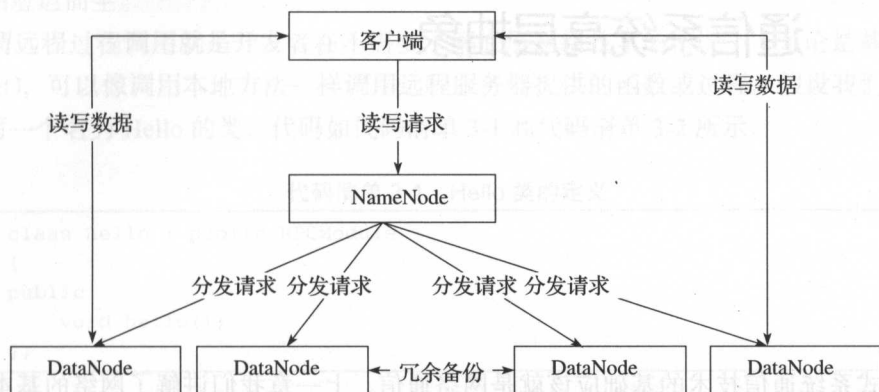 客户端
读写数据
读写请求
读写数据
NameNode
分发请求
分发请求
分发请求
分发请求
DataNode
DataNode
冗余备份
DataNode
DataNode